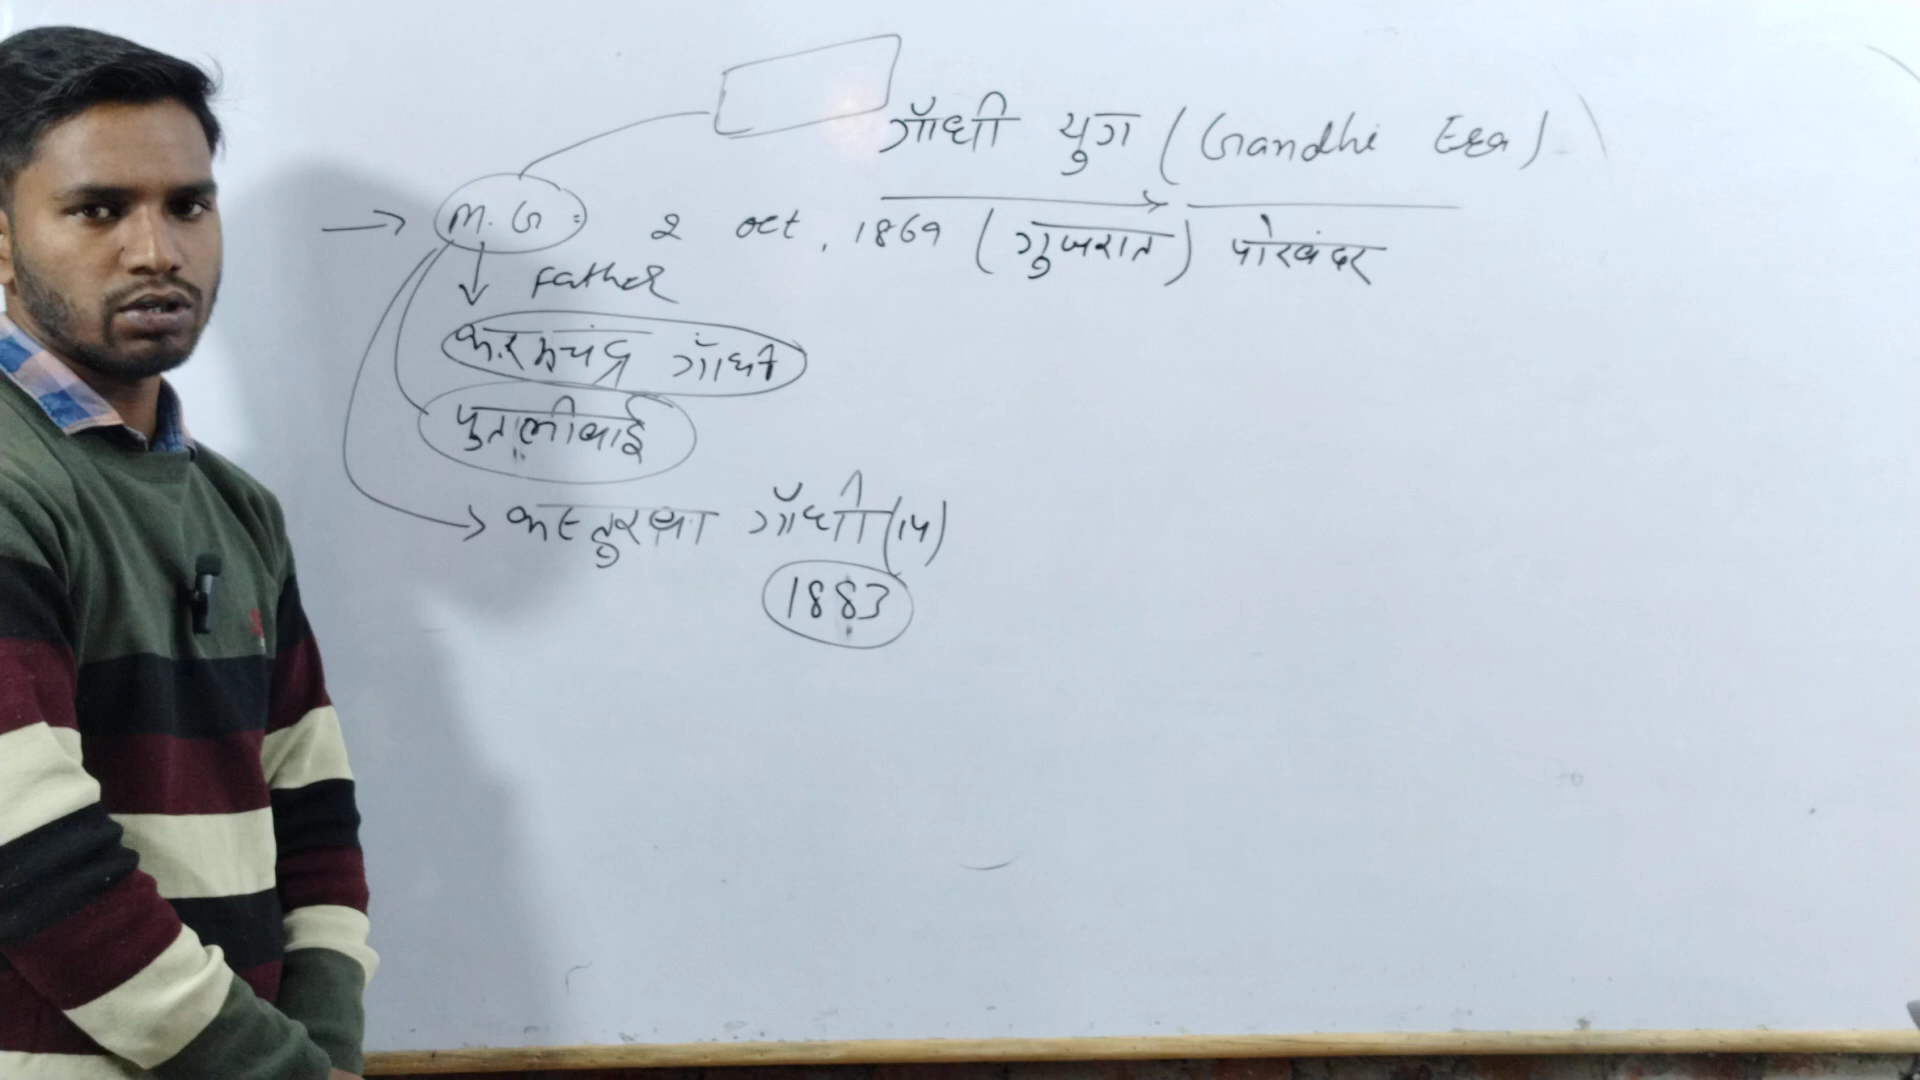 गाँधी युग (Gandhi Era)
M. G = 2 oct, 1869 (गुजरात) पोरबंदर
Father
करमचंद्र गाँधी
पुतलीबाई
कस्तुरबा गाँधी (14)
1883